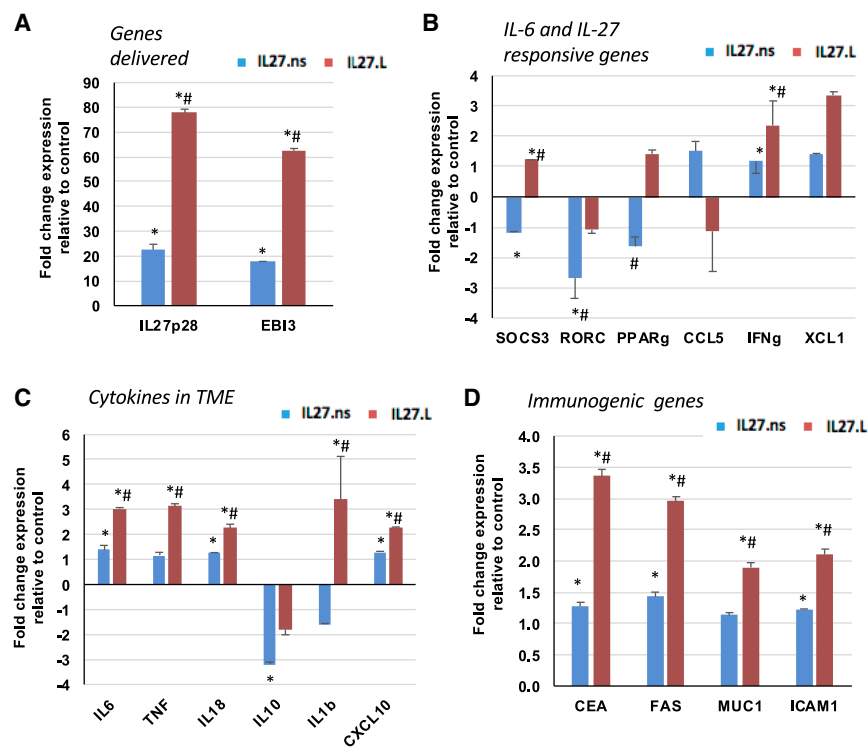 A
Genes
delivered
IL27.ns IL27.L
Fold change expression
relative to control
90
80
70
60
50
40
30
20
10
0
*
*#
*
*#
IL27p28 EBI3
B
IL-6 and IL-27
responsive genes
IL27.ns IL27.L
Fold change expression
relative to control
4
3
2
1
0
-1
-2
-3
-4
*
*#
*#
#
*
*#
SOCS3 RORC PPARg CCL5 IFNg XCL1
C
Cytokines in TME
IL27.ns IL27.L
Fold change expression
relative to control
6
5
4
3
2
1
0
-1
-2
-3
-4
*
*#
*#
*
*#
*
*#
*
*#
IL6 TNF IL18 IL10 IL1b CXCL10
D
Immunogenic genes
IL27.ns IL27.L
Fold change expression
relative to control
4.0
3.5
3.0
2.5
2.0
1.5
1.0
0.5
0.0
*
*#
*
*#
*#
*
*#
CEA FAS MUC1 ICAM1